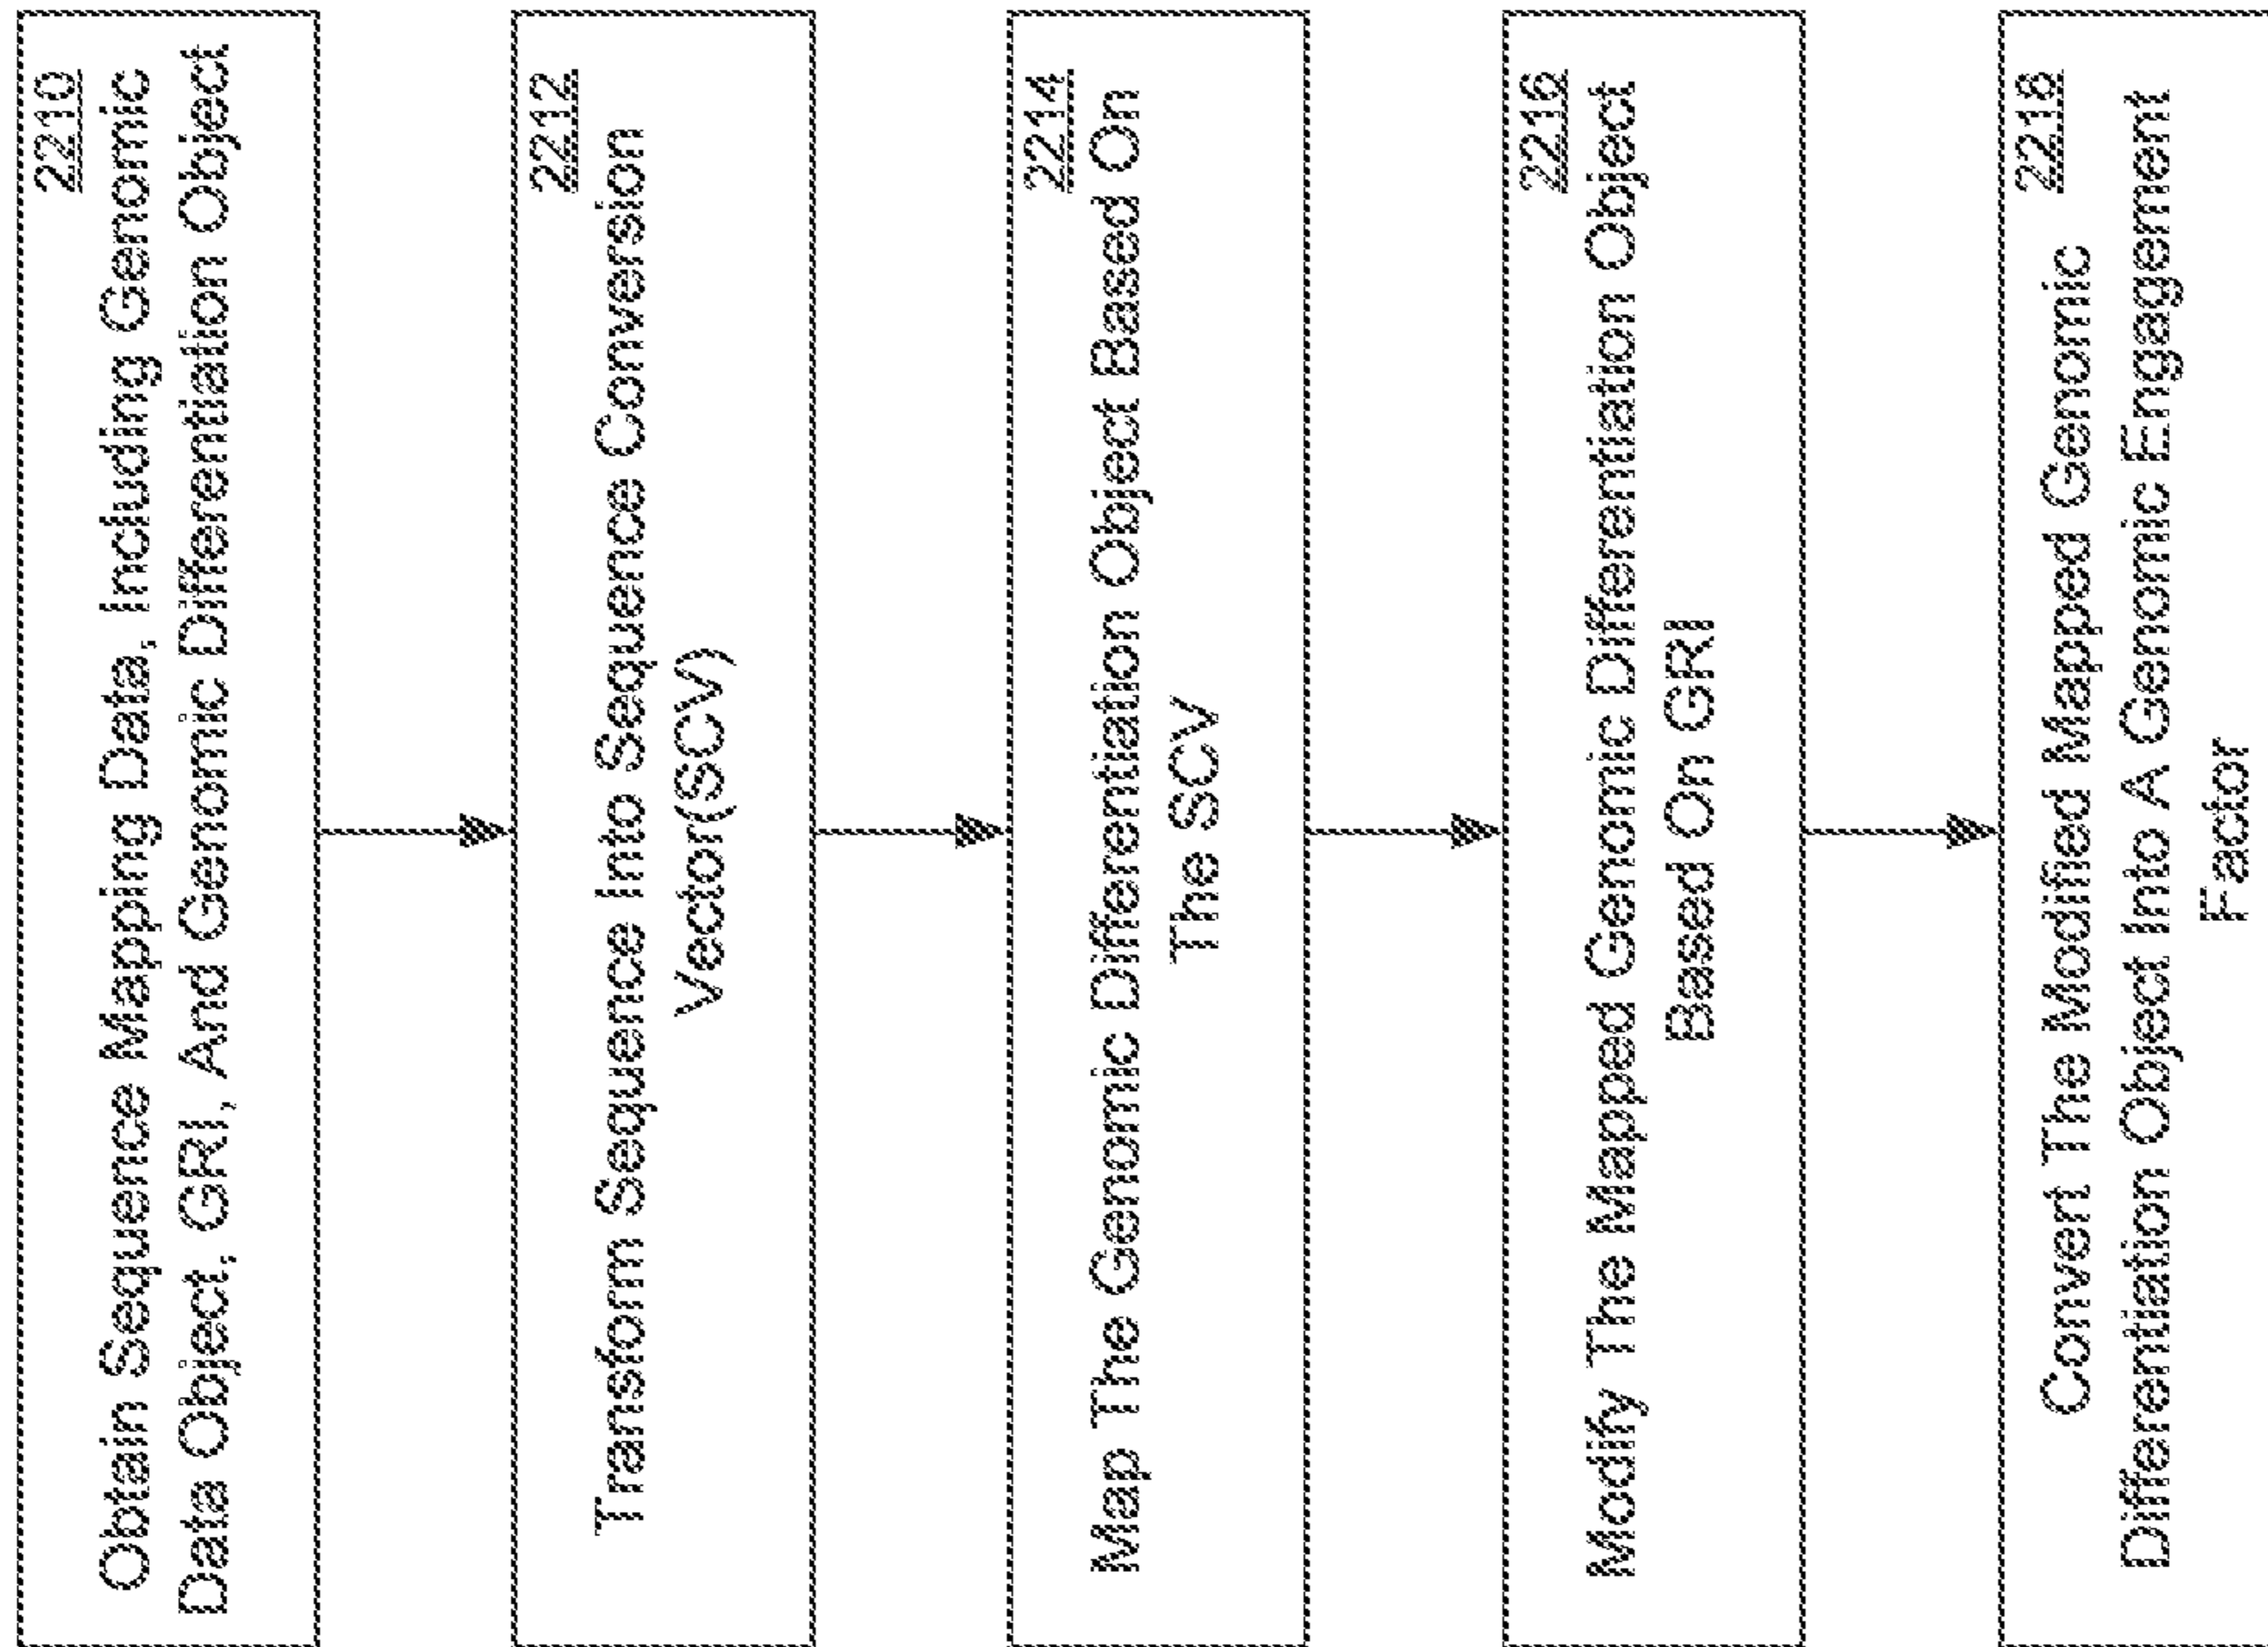 2210
Obtain Sequence Mapping Data, Including Genomic
Data Object, GRI, And Genomic Differentiation Object
2212
Transform Sequence Into Sequence Conversion
Vector(SCV)
2214
Map The Genomic Differentiation Object Based On
The SCV
2216
Modify The Mapped Genomic Differentiation Object
Based On GRI
2218
Convert The Modified Mapped Genomic
Differentiation Object Into A Genomic Engagement
Factor